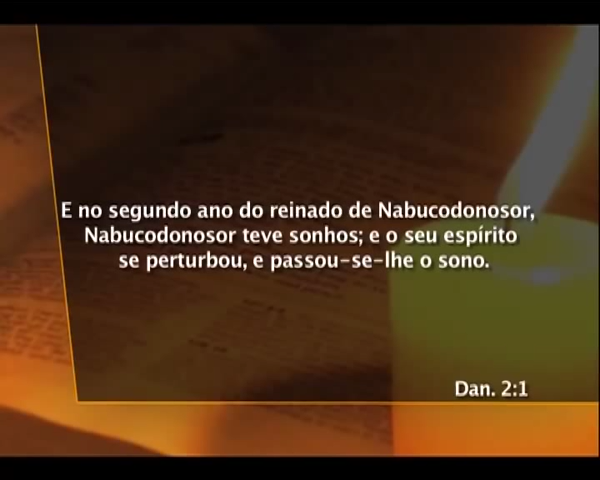 E no segundo ano do reinado de Nabucodonosor,
Nabucodonosor teve sonhos; e o seu espírito
se perturbou, e passou-se-lhe o sono.
Dan. 2:1